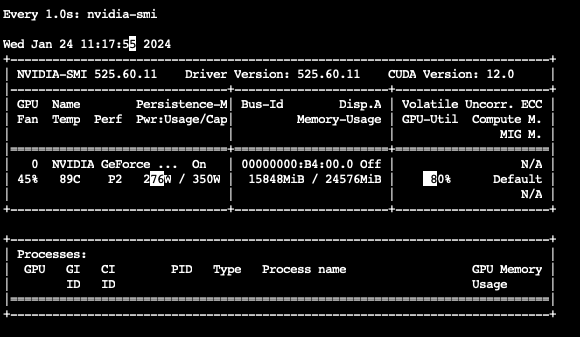 Every 1.0s: nvidia-smi
Wed Jan 24 11:17:55 2024
NVIDIA-SMI 525.60.11    Driver Version: 525.60.11    CUDA Version: 12.0
GPU  Name        Persistence-M| Bus-Id        Disp.A | Volatile Uncorr. ECC
Fan  Temp  Perf  Pwr:Usage/Cap|         Memory-Usage | GPU-Util  Compute M.
MIG M.
0  NVIDIA GeForce ...  On   | 00000000:B4:00.0 Off |                  N/A
45%   89C    P2   276W / 350W |  15848MiB / 24576MiB |     80%      Default
N/A
Processes:
GPU   GI   CI        PID   Type   Process name                  GPU Memory
ID   ID                                                   Usage